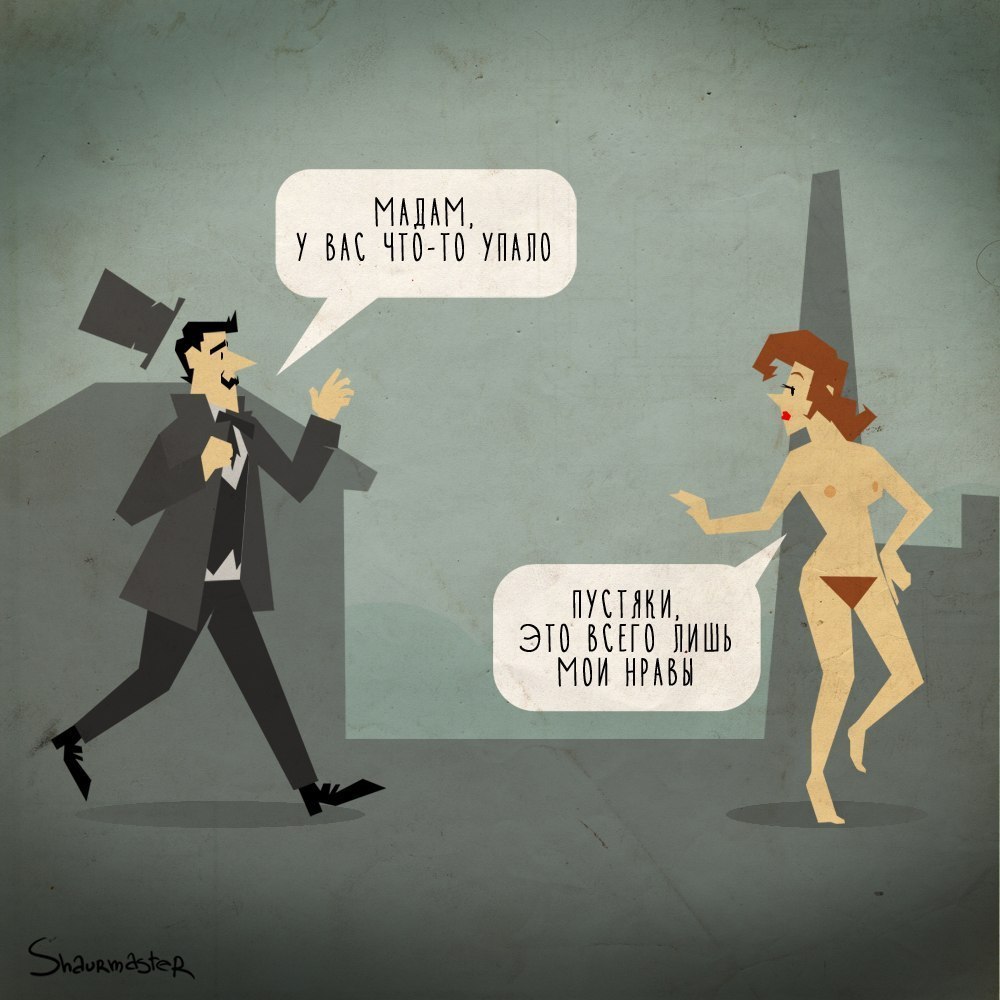 МАДАМ,
У ВАС ЧТО-ТО УПАЛО
ПУСТЯКИ,
ЭТО ВСЕГО ЛИШЬ
МОИ НРАВЫ
Shaurmaster